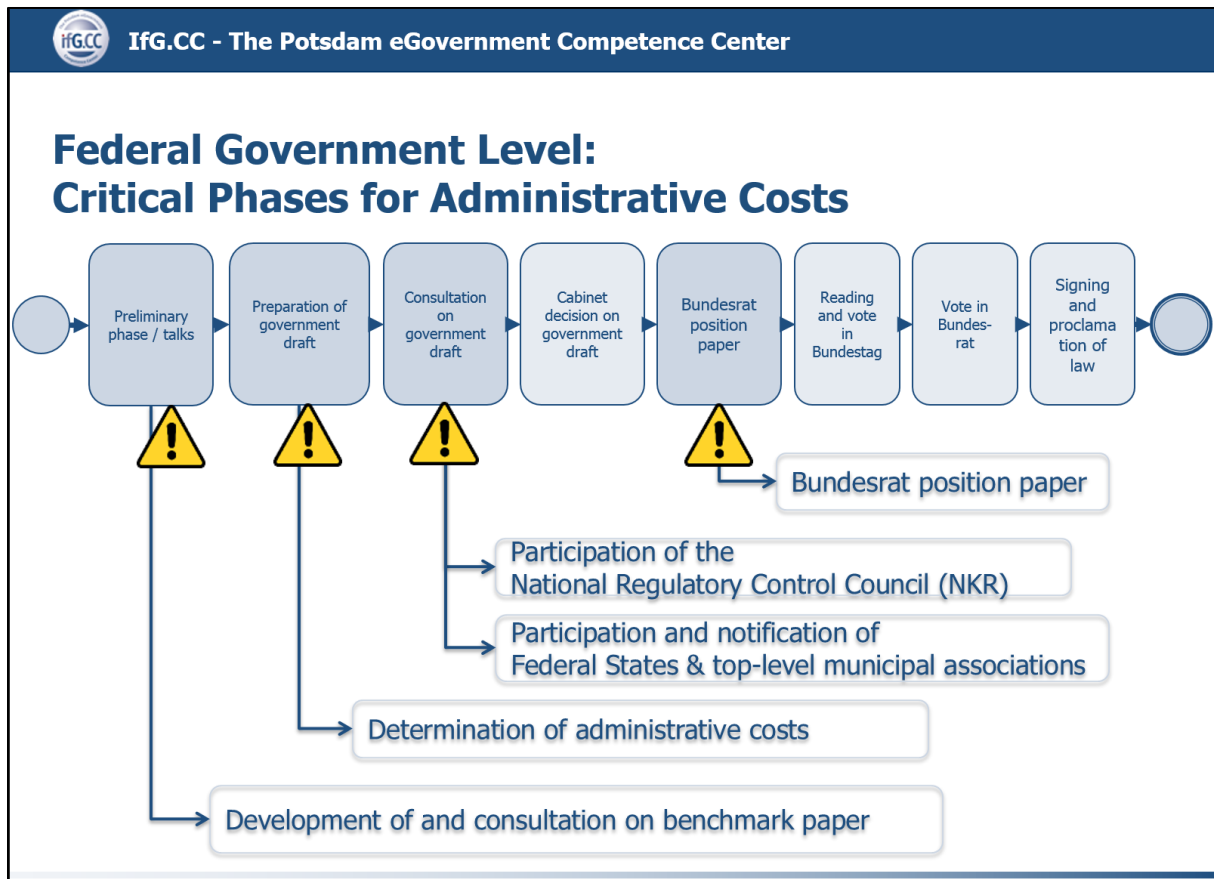 ifG.CC
IfG.CC - The Potsdam eGovernment Competence Center
Federal Government Level:
Critical Phases for Administrative Costs
Preliminary
phase / talks
Preparation of
government
draft
Consultation
on
government
draft
Cabinet
decision on
government
draft
Bundesrat
position
paper
Reading
and vote
in
Bundestag
Vote in
Bundes-
rat
Signing
and
proclama
tion of
law
Bundesrat position paper
Participation of the
National Regulatory Control Council (NKR)
Participation and notification of
Federal States & top-level municipal associations
Determination of administrative costs
Development of and consultation on benchmark paper